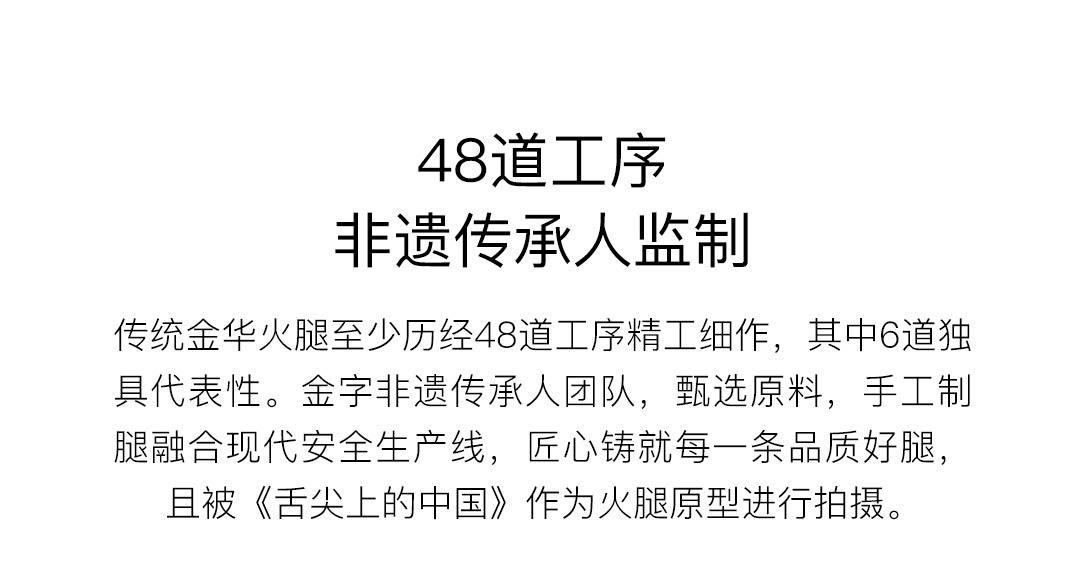 48道工序
非遗传承人监制
传统金华火腿至少历经48道工序精工细作，其中6道独
具代表性。金字非遗传承人团队，甄选原料，手工制
腿融合现代安全生产线，匠心铸就每一条品质好腿，
且被《舌尖上的中国》作为火腿原型进行拍摄。